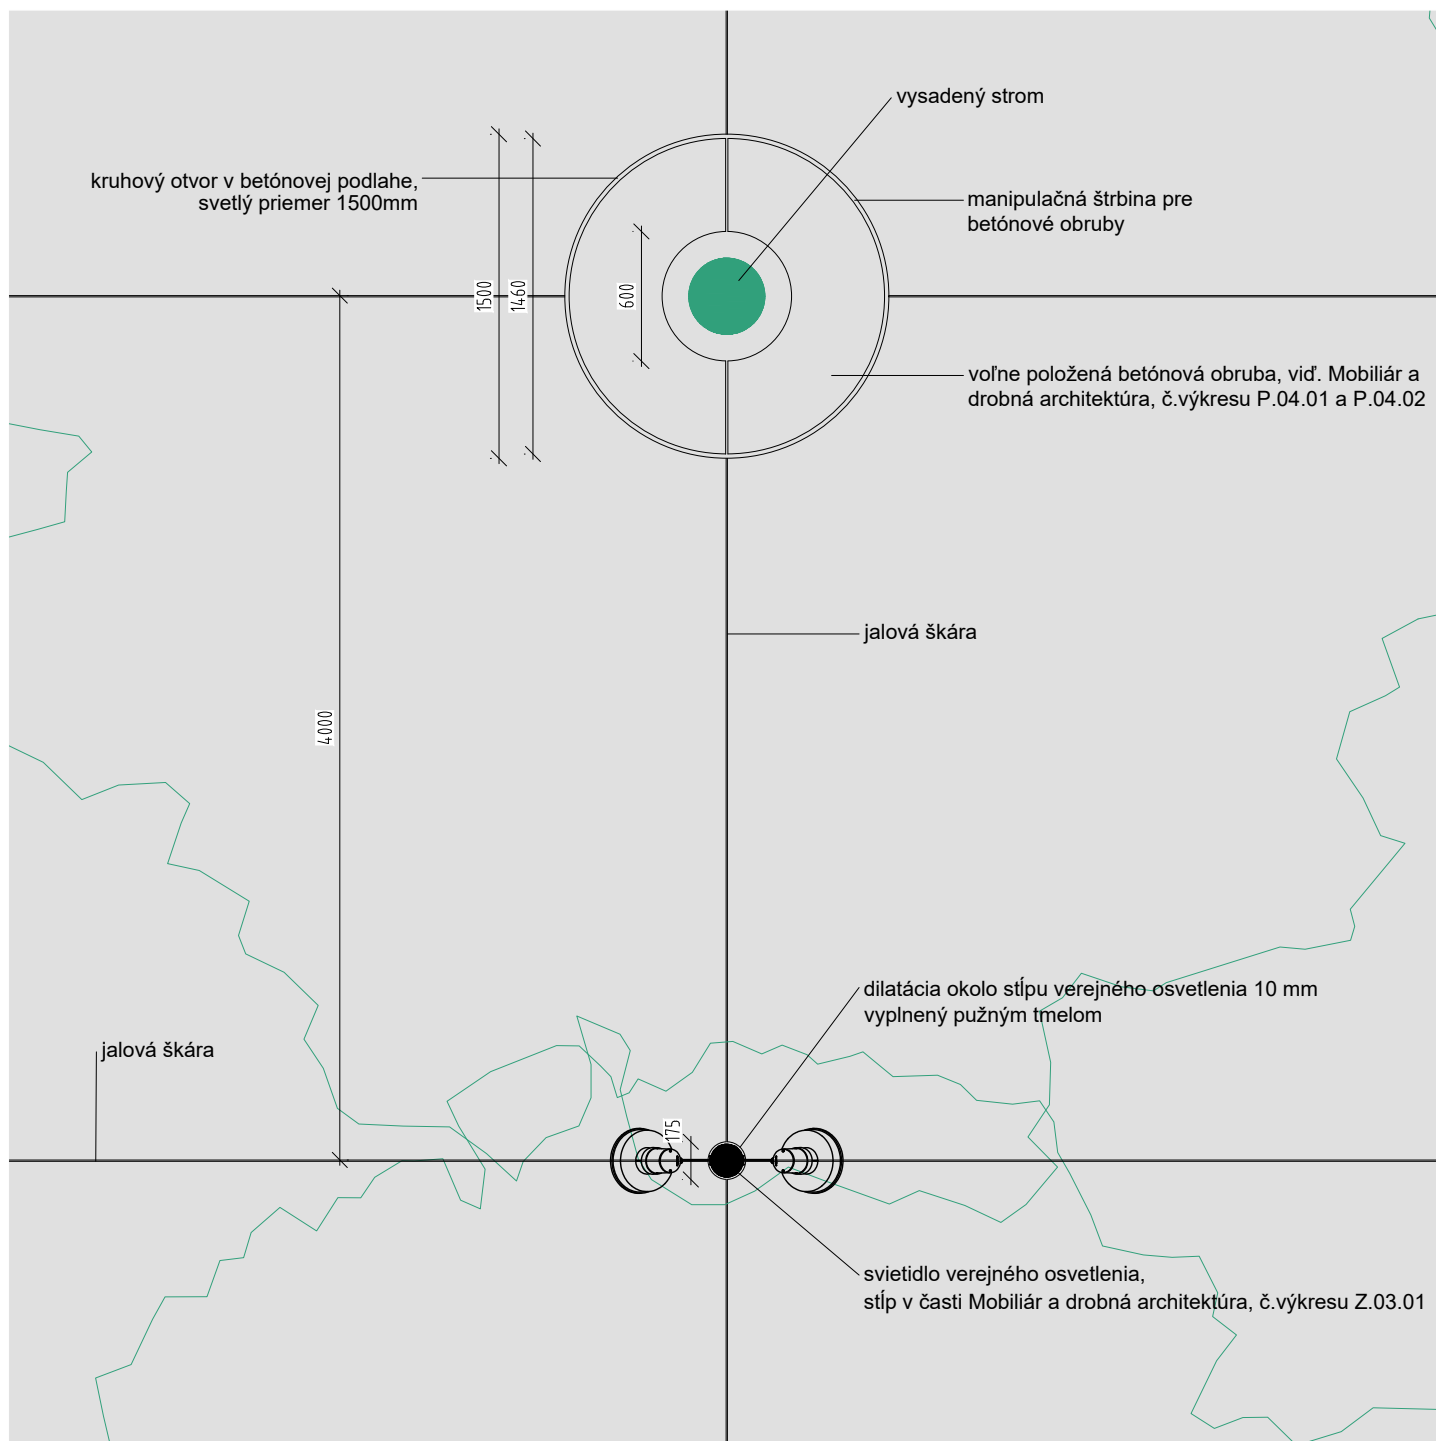 vysadený strom
kruhový otvor v betónovej podlahe,
svetlý priemer 1500mm
manipulačná štrbina pre
betónové obruby
1500
1460
600
voľne položená betónová obruba, viď. Mobiliár a
drobná architektúra, č.výkresu P.04.01 a P.04.02
jalová škára
4000
dilatácia okolo stĺpu verejného osvetlenia 10 mm
vyplnený pužným tmelom
jalová škára
175
svietidlo verejného osvetlenia,
stĺp v časti Mobiliár a drobná architektúra, č.výkresu Z.03.01